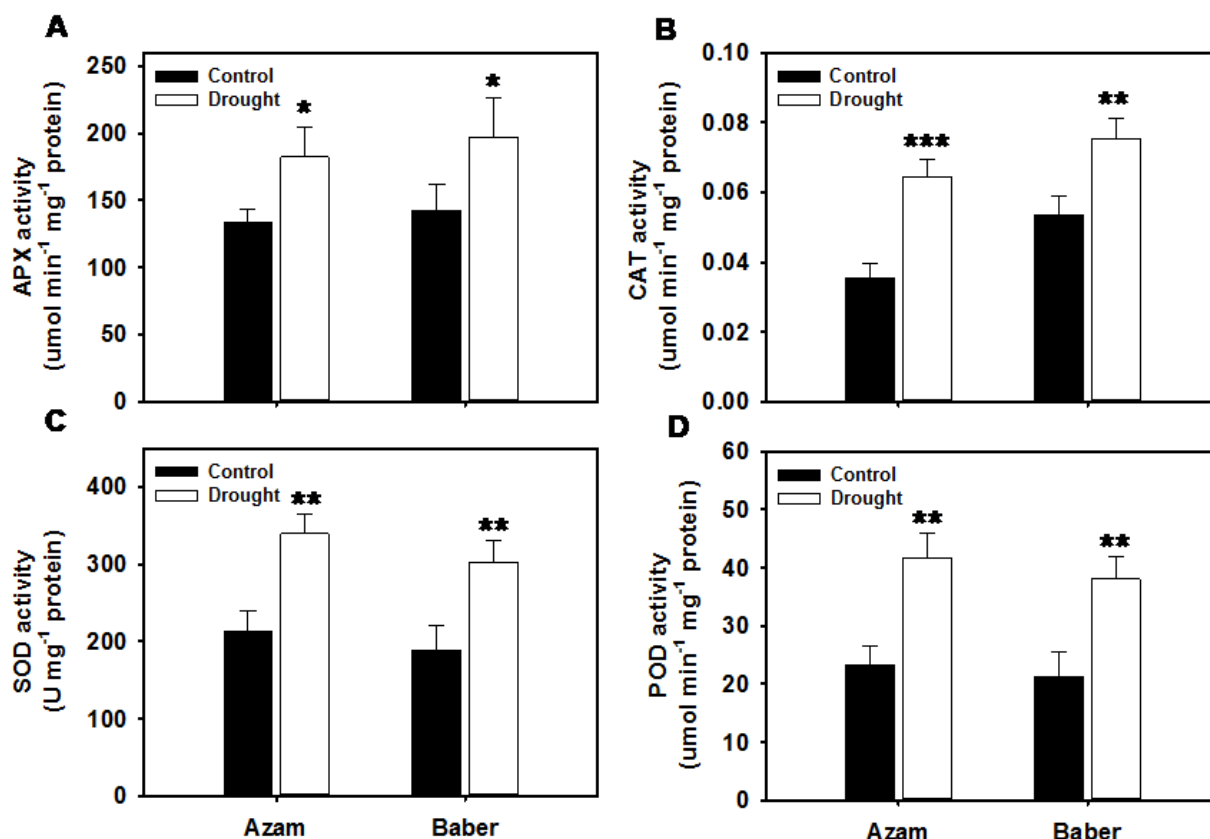 A
APX activity
(umol min⁻¹ mg⁻¹ protein)
250
200
150
100
50
0
Control
Drought
*
*
B
CAT activity
(umol min⁻¹ mg⁻¹ protein)
0.10
0.08
0.06
0.04
0.02
0.00
Control
Drought
***
**
C
SOD activity
(U mg⁻¹ protein)
400
300
200
100
0
Control
Drought
**
**
Azam
Baber
D
POD activity
(umol min⁻¹ mg⁻¹ protein)
60
50
40
30
20
10
0
Control
Drought
**
**
Azam
Baber